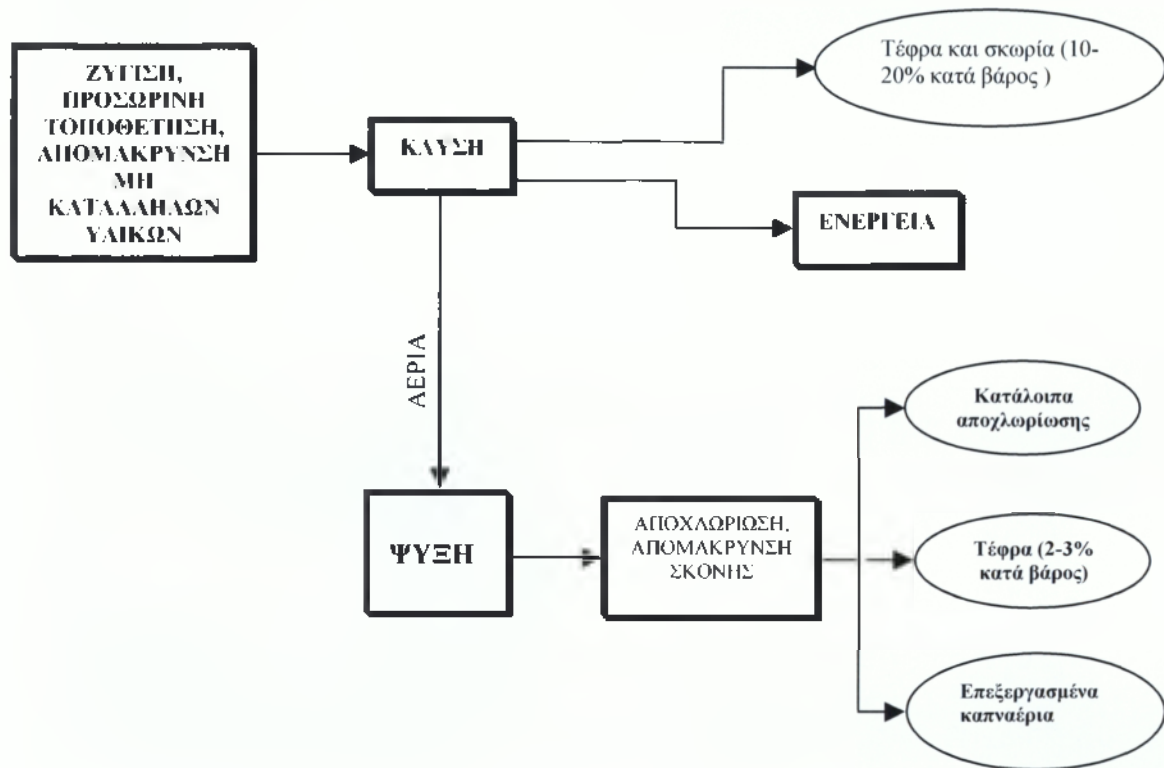 ΖΥΓΙΣΗ,
ΠΡΟΣΩΡΙΝΗ
ΤΟΠΟΘΕΤΗΣΗ,
ΑΠΟΜΑΚΡΥΝΣΗ
ΜΗ
ΚΑΤΑΛΛΗΛΩΝ
ΥΛΙΚΩΝ
ΚΑΥΣΗ
Τέφρα και σκωρία (10-
20% κατά βάρος )
ΕΝΕΡΓΕΙΑ
ΑΕΡΙΑ
ΨΥΞΗ
ΑΠΟΧΛΩΡΙΩΣΗ,
ΑΠΟΜΑΚΡΥΝΣΗ
ΣΚΟΝΗΣ
Κατάλοιπα
αποχλωρίωσης
Τέφρα (2-3%
κατά βάρος)
Επεξεργασμένα
καπναέρια